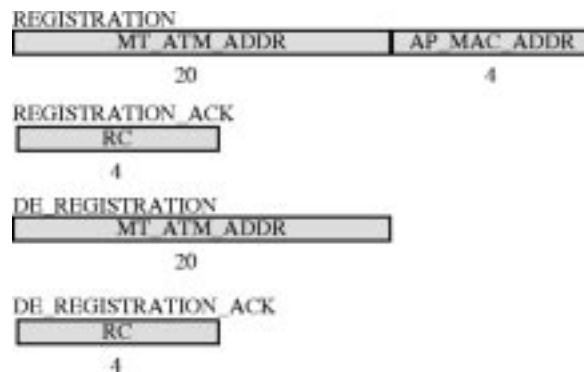 REGISTRATION
MT_ATM_ADDR AP_MAC_ADDR
20 4
REGISTRATION_ACK
RC
4
DE_REGISTRATION
MT_ATM_ADDR
20
DE_REGISTRATION_ACK
RC
4